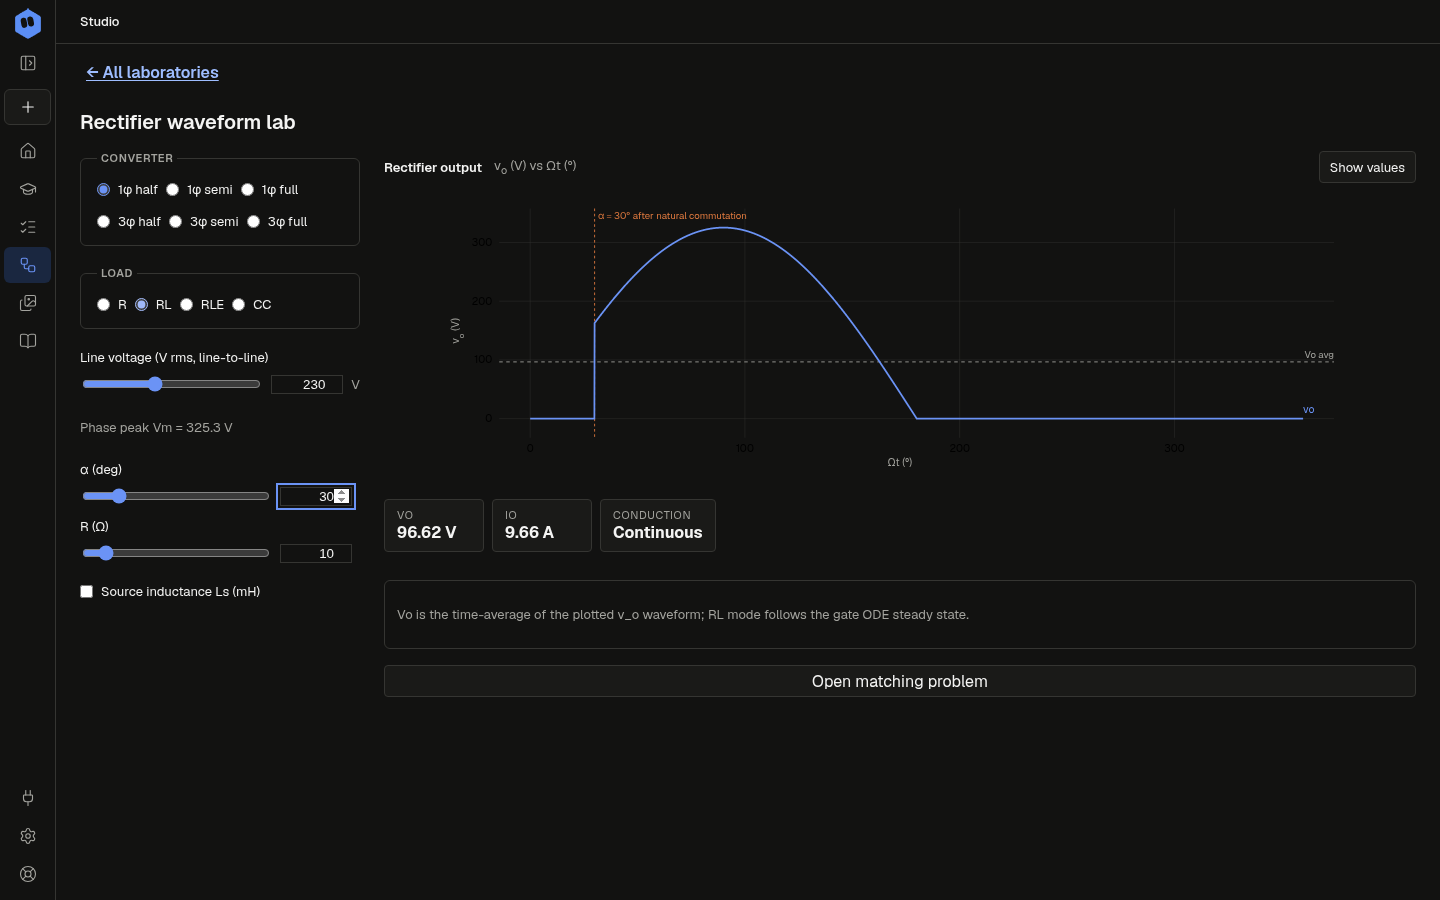 Studio
← All laboratories
Rectifier waveform lab
CONVERTER
1φ half 1φ semi 1φ full
3φ half 3φ semi 3φ full
LOAD
R RL RLE CC
Line voltage (V rms, line-to-line)
230 V
Phase peak Vm = 325.3 V
α (deg)
30
R (Ω)
10
Source inductance Ls (mH)
Rectifier output vo (V) vs Ωt (°)
Show values
α = 30° after natural commutation
300
200
100
0
vo (V)
Vo avg
vo
0 100 200 300
Ωt (°)
VO
96.62 V
IO
9.66 A
CONDUCTION
Continuous
Vo is the time-average of the plotted v_o waveform; RL mode follows the gate ODE steady state.
Open matching problem